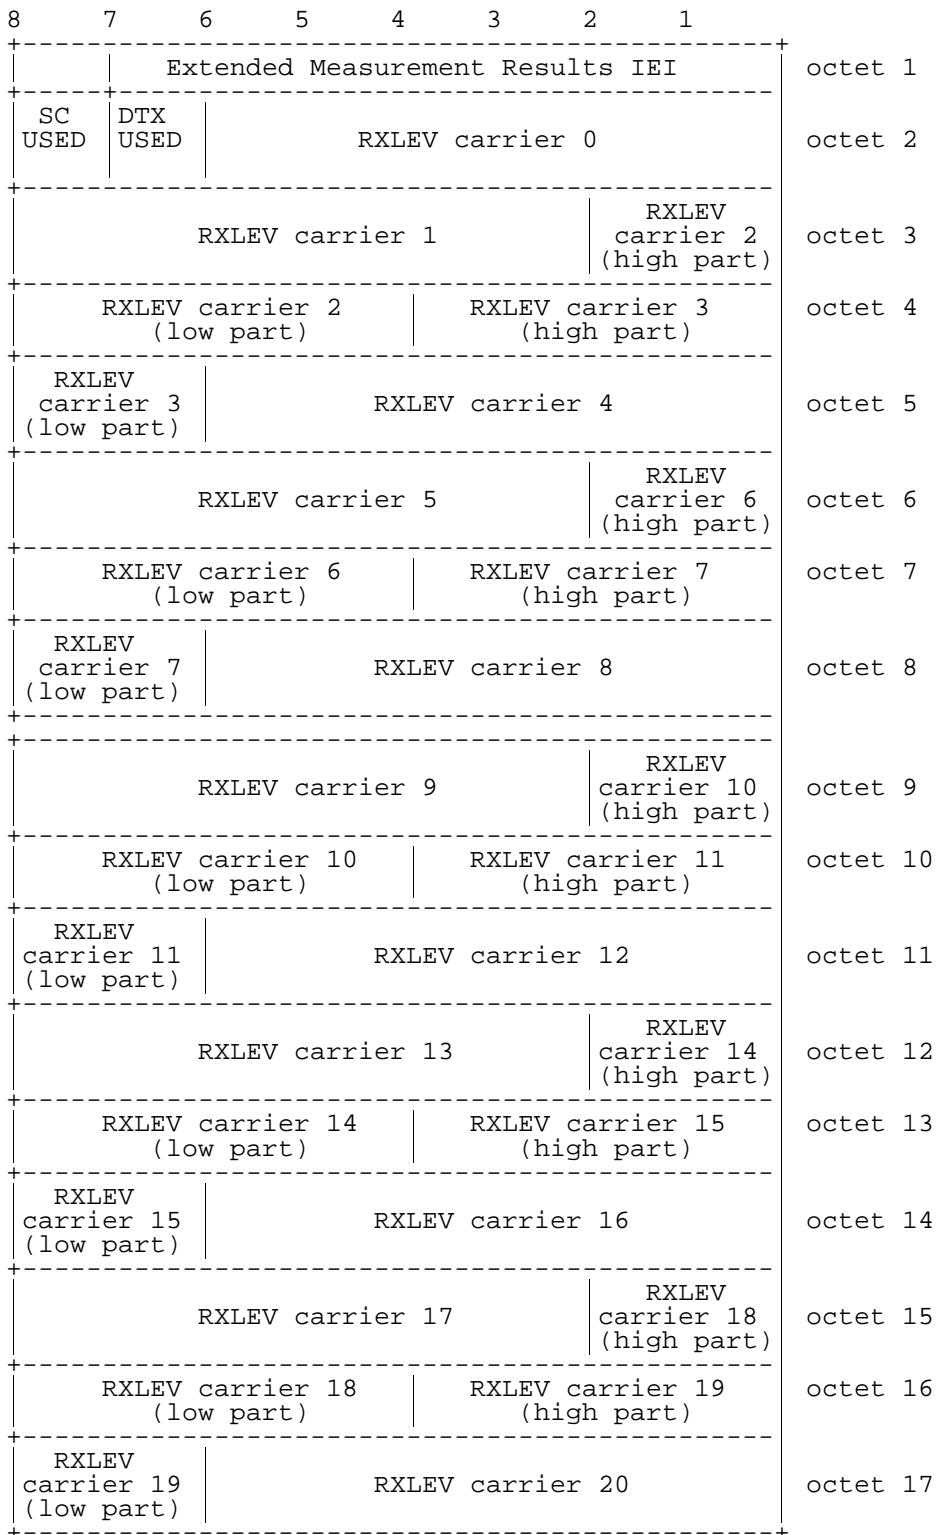 8 7 6 5 4 3 2 1
Extended Measurement Results IEI octet 1
SC DTX
USED USED RXLEV carrier 0 octet 2
RXLEV
RXLEV carrier 1 carrier 2 octet 3
(high part)
RXLEV carrier 2 RXLEV carrier 3 octet 4
(low part) (high part)
RXLEV
carrier 3 RXLEV carrier 4 octet 5
(low part)
RXLEV
RXLEV carrier 5 carrier 6 octet 6
(high part)
RXLEV carrier 6 RXLEV carrier 7 octet 7
(low part) (high part)
RXLEV
carrier 7 RXLEV carrier 8 octet 8
(low part)
RXLEV
RXLEV carrier 9 carrier 10 octet 9
(high part)
RXLEV carrier 10 RXLEV carrier 11 octet 10
(low part) (high part)
RXLEV
carrier 11 RXLEV carrier 12 octet 11
(low part)
RXLEV
RXLEV carrier 13 carrier 14 octet 12
(high part)
RXLEV carrier 14 RXLEV carrier 15 octet 13
(low part) (high part)
RXLEV
carrier 15 RXLEV carrier 16 octet 14
(low part)
RXLEV
RXLEV carrier 17 carrier 18 octet 15
(high part)
RXLEV carrier 18 RXLEV carrier 19 octet 16
(low part) (high part)
RXLEV
carrier 19 RXLEV carrier 20 octet 17
(low part)